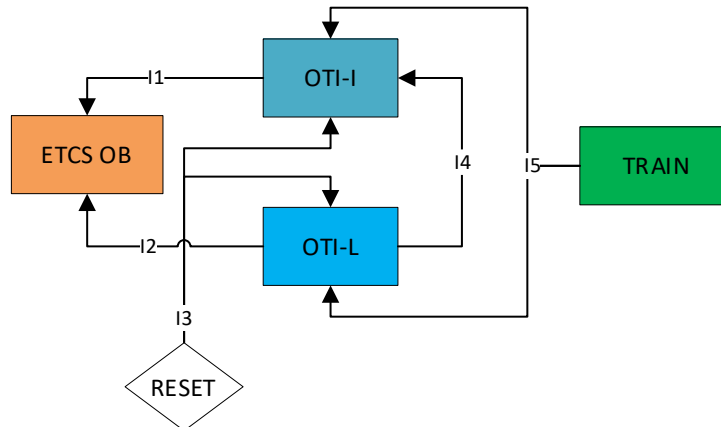 OTI-I
I1
ETCS OB
I4
I5
TRAIN
I2
OTI-L
I3
RESET